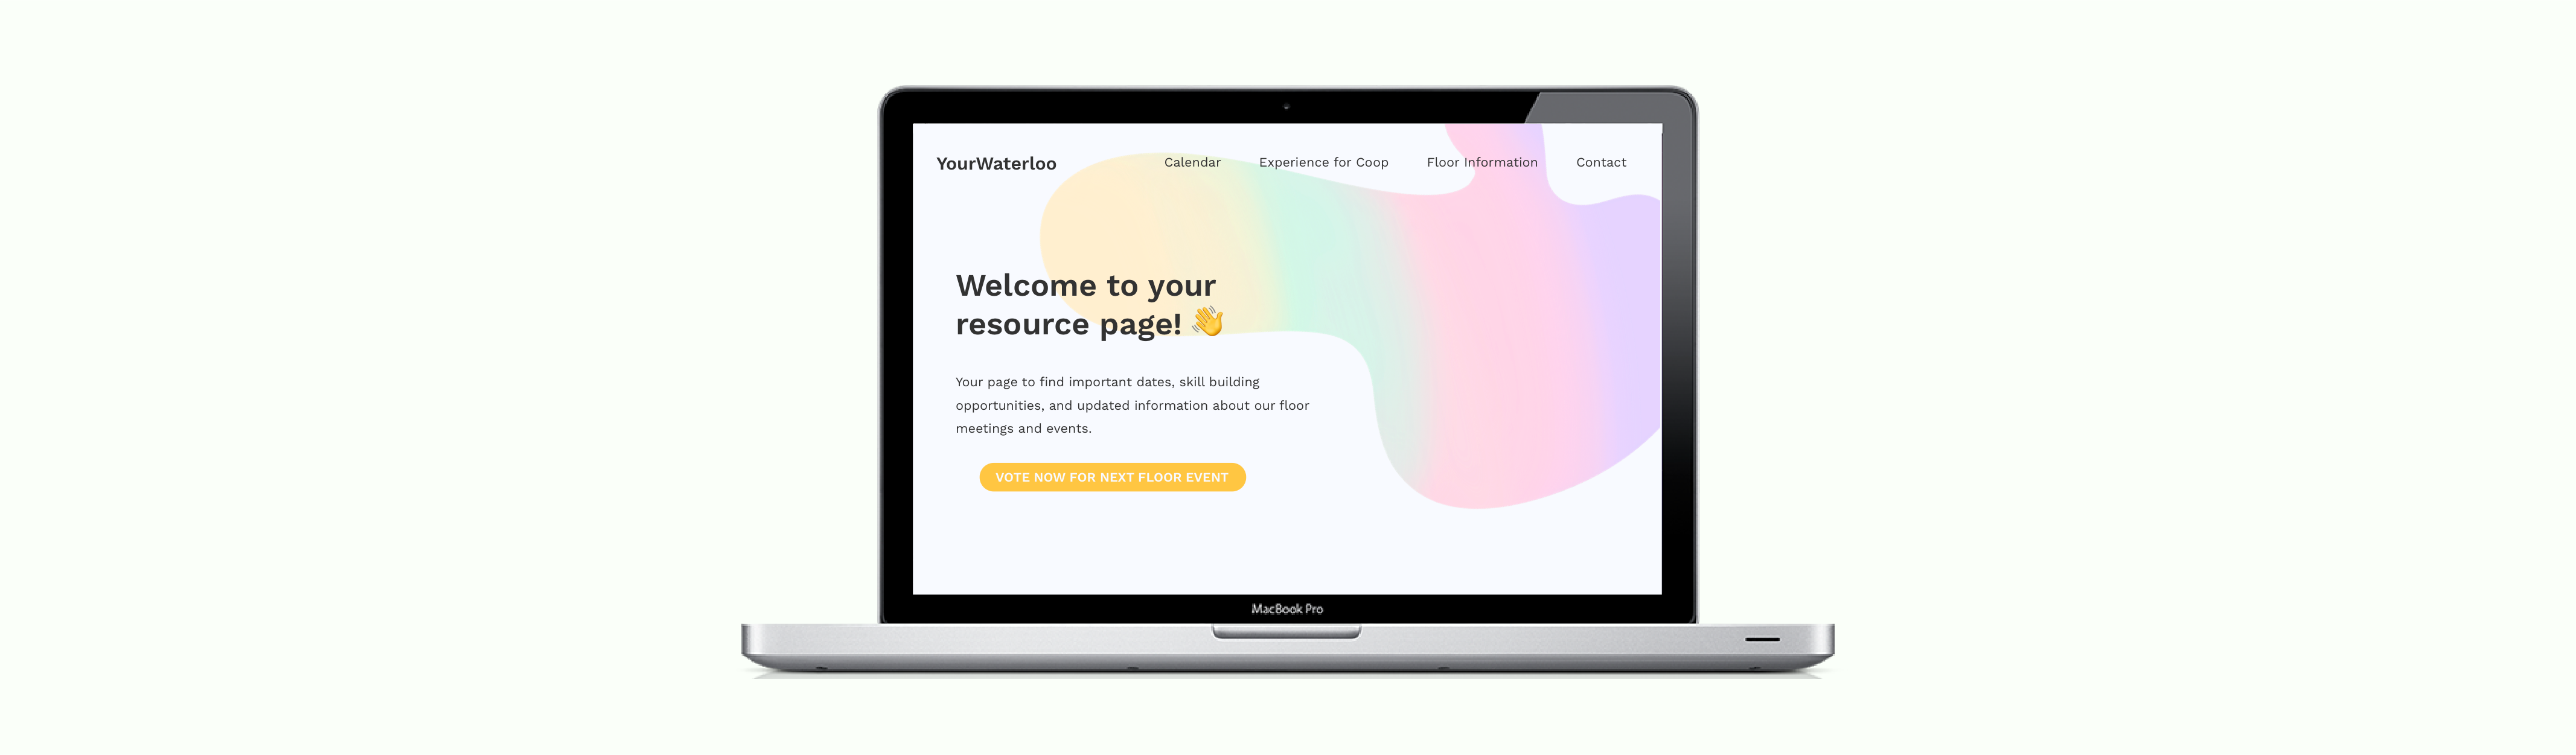 YourWaterloo
Calendar
Experience for Coop
Floor Information
Contact
Welcome to your
resource page! 👋
Your page to find important dates, skill building
opportunities, and updated information about our floor
meetings and events.
VOTE NOW FOR NEXT FLOOR EVENT
MacBook Pro